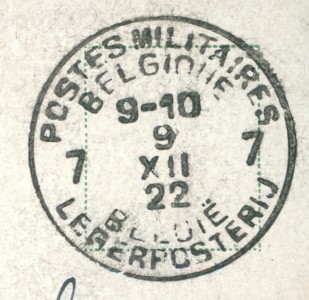 POSTES MILITAIRES
BELGIQUE
9-10
9
7 7
XII
22
BELGIË
LEGERPOSTERIJ